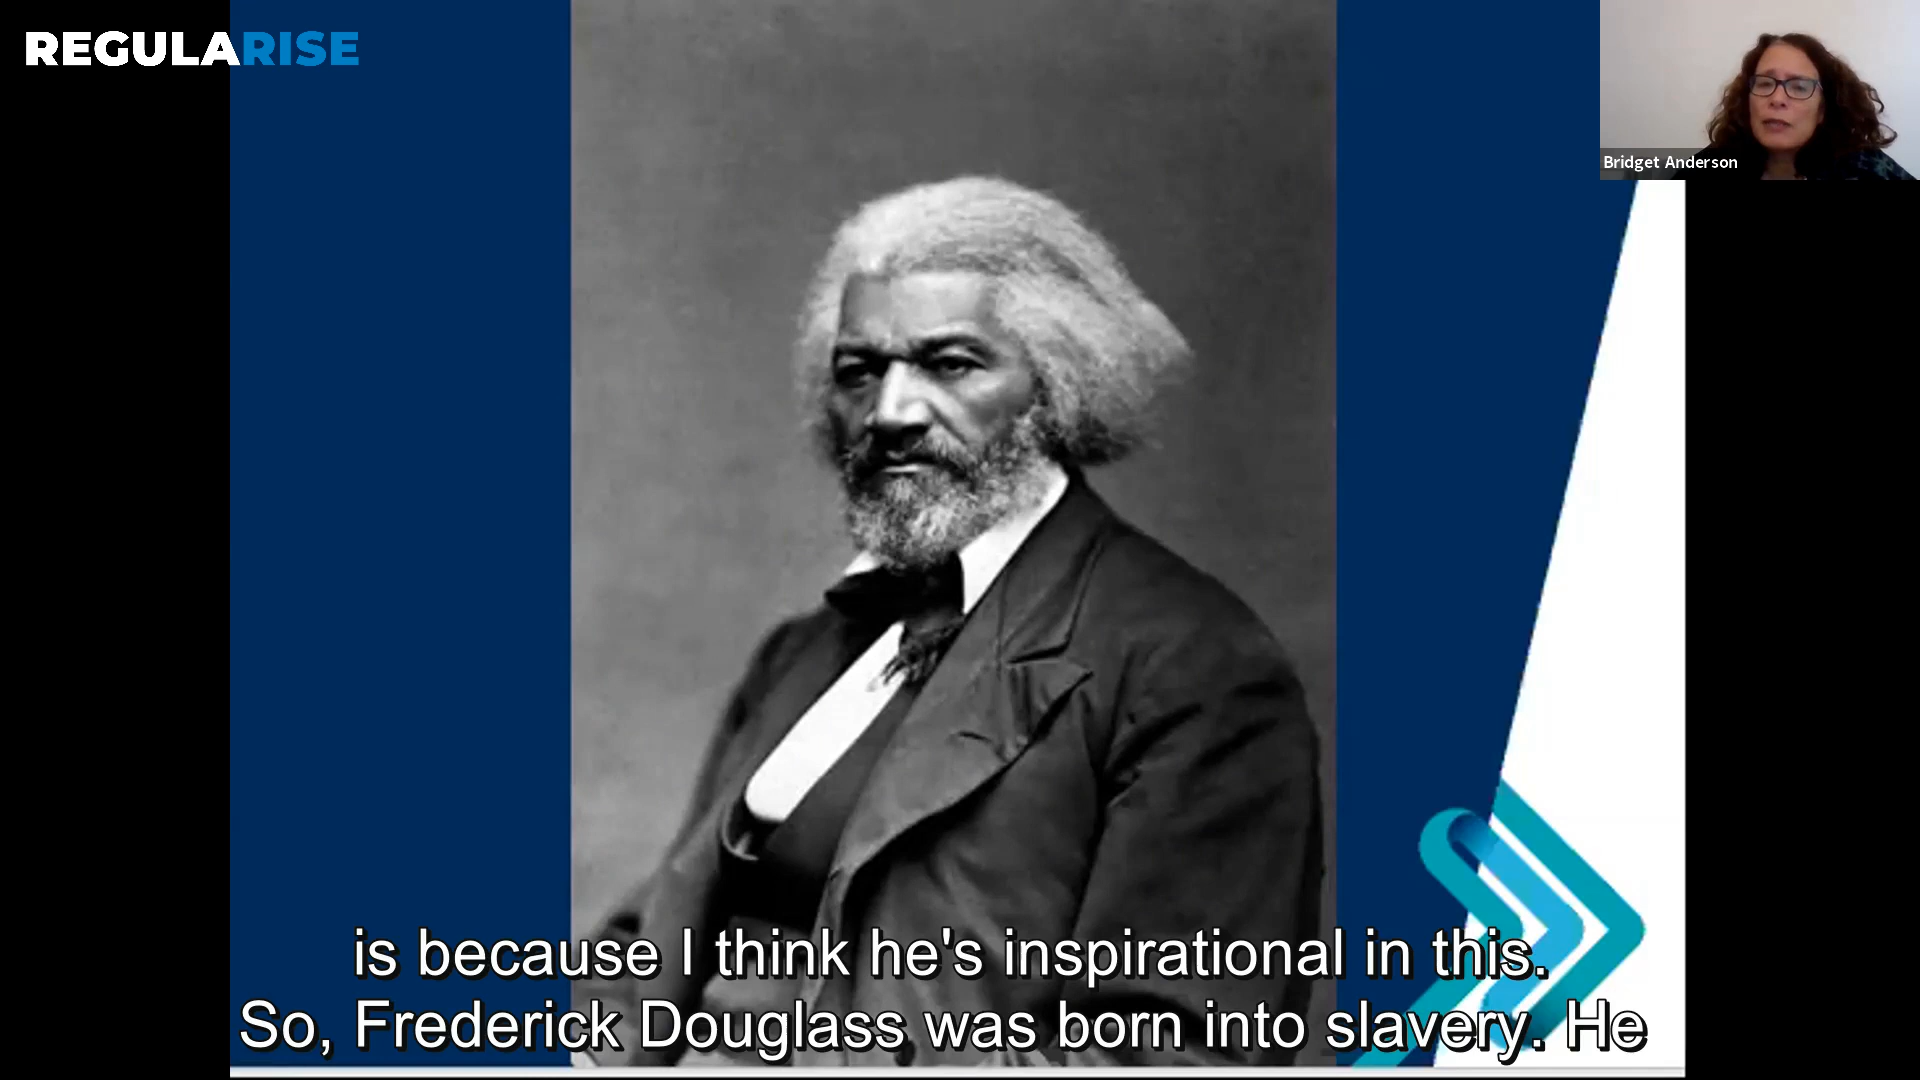 REGULARISE
Bridget Anderson
is because I think he's inspirational in this.
So, Frederick Douglass was born into slavery. He